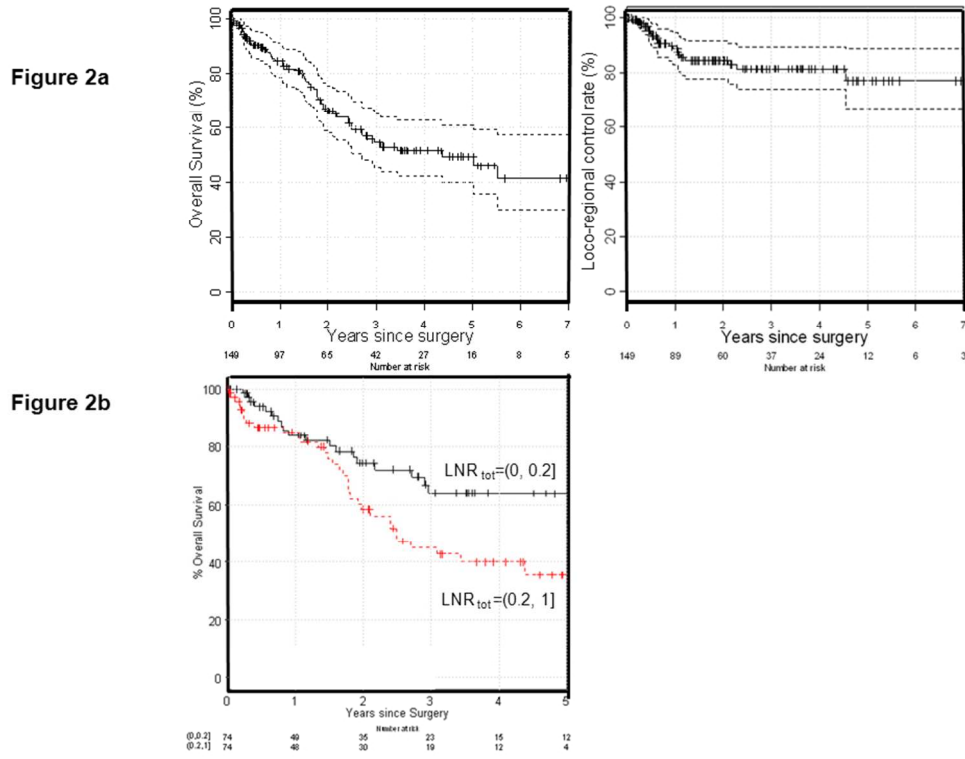 Figure 2a
Overall Survival (%)
100
80
60
40
20
0
0 1 2 3 4 5 6 7
Years since surgery
149 97 65 42 27 16 8 5
Number at risk
Loco-regional control rate (%)
100
80
60
40
20
0
0 1 2 3 4 5 6 7
Years since surgery
149 89 60 37 24 12 6 3
Number at risk
Figure 2b
% Overall Survival
100
80
60
40
20
0
LNR tot=(0, 0.2]
LNR tot=(0.2, 1]
0 1 2 3 4 5
Years since Surgery
Number at risk
(0,0.2] 74 49 35 23 15 12
(0.2,1] 74 48 30 19 12 4